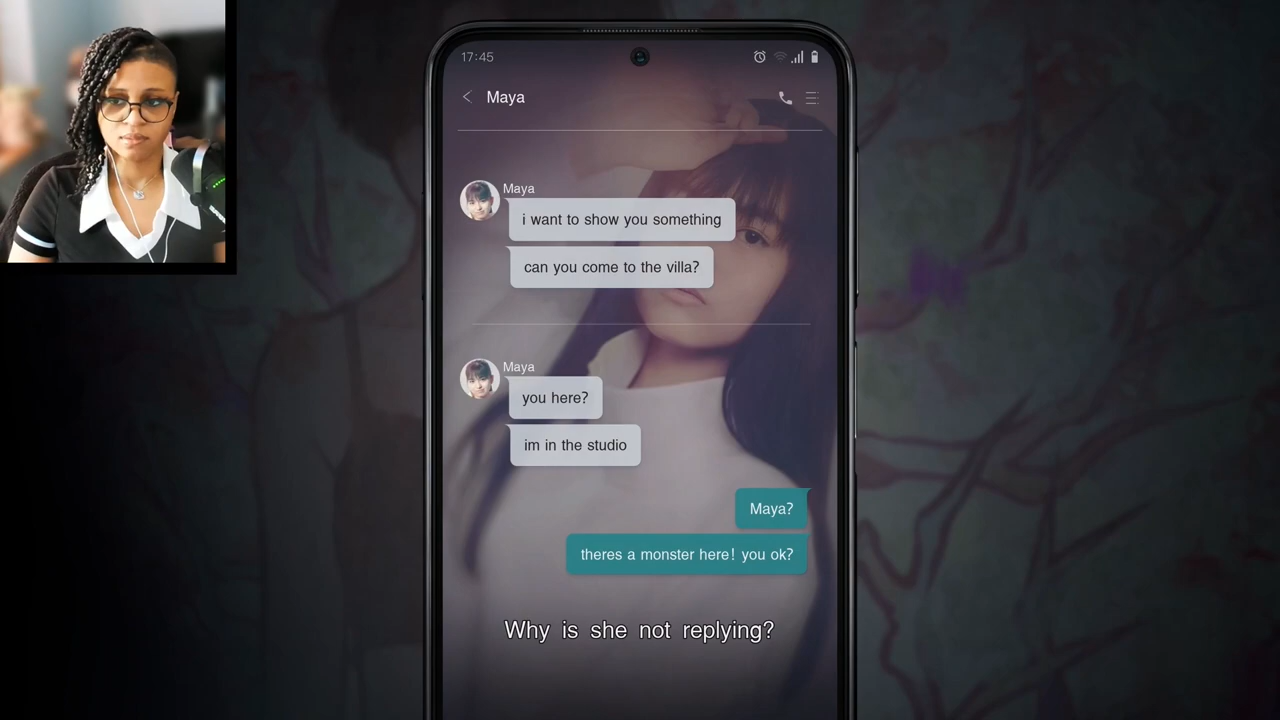 17:45
Maya
Maya
i want to show you something
can you come to the villa?
Maya
you here?
im in the studio
Maya?
theres a monster here! you ok?
Why is she not replying?